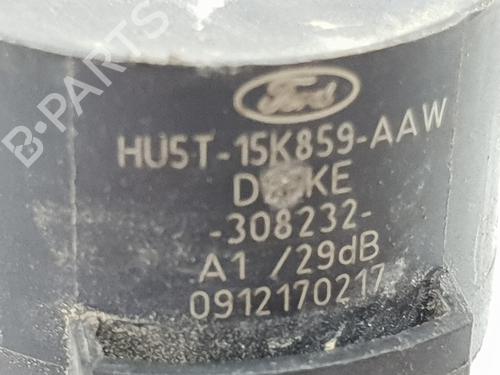 B-PARTS
Ford
HU5T-15K859-AAW
-308232-
A1 /29dB
0912170217